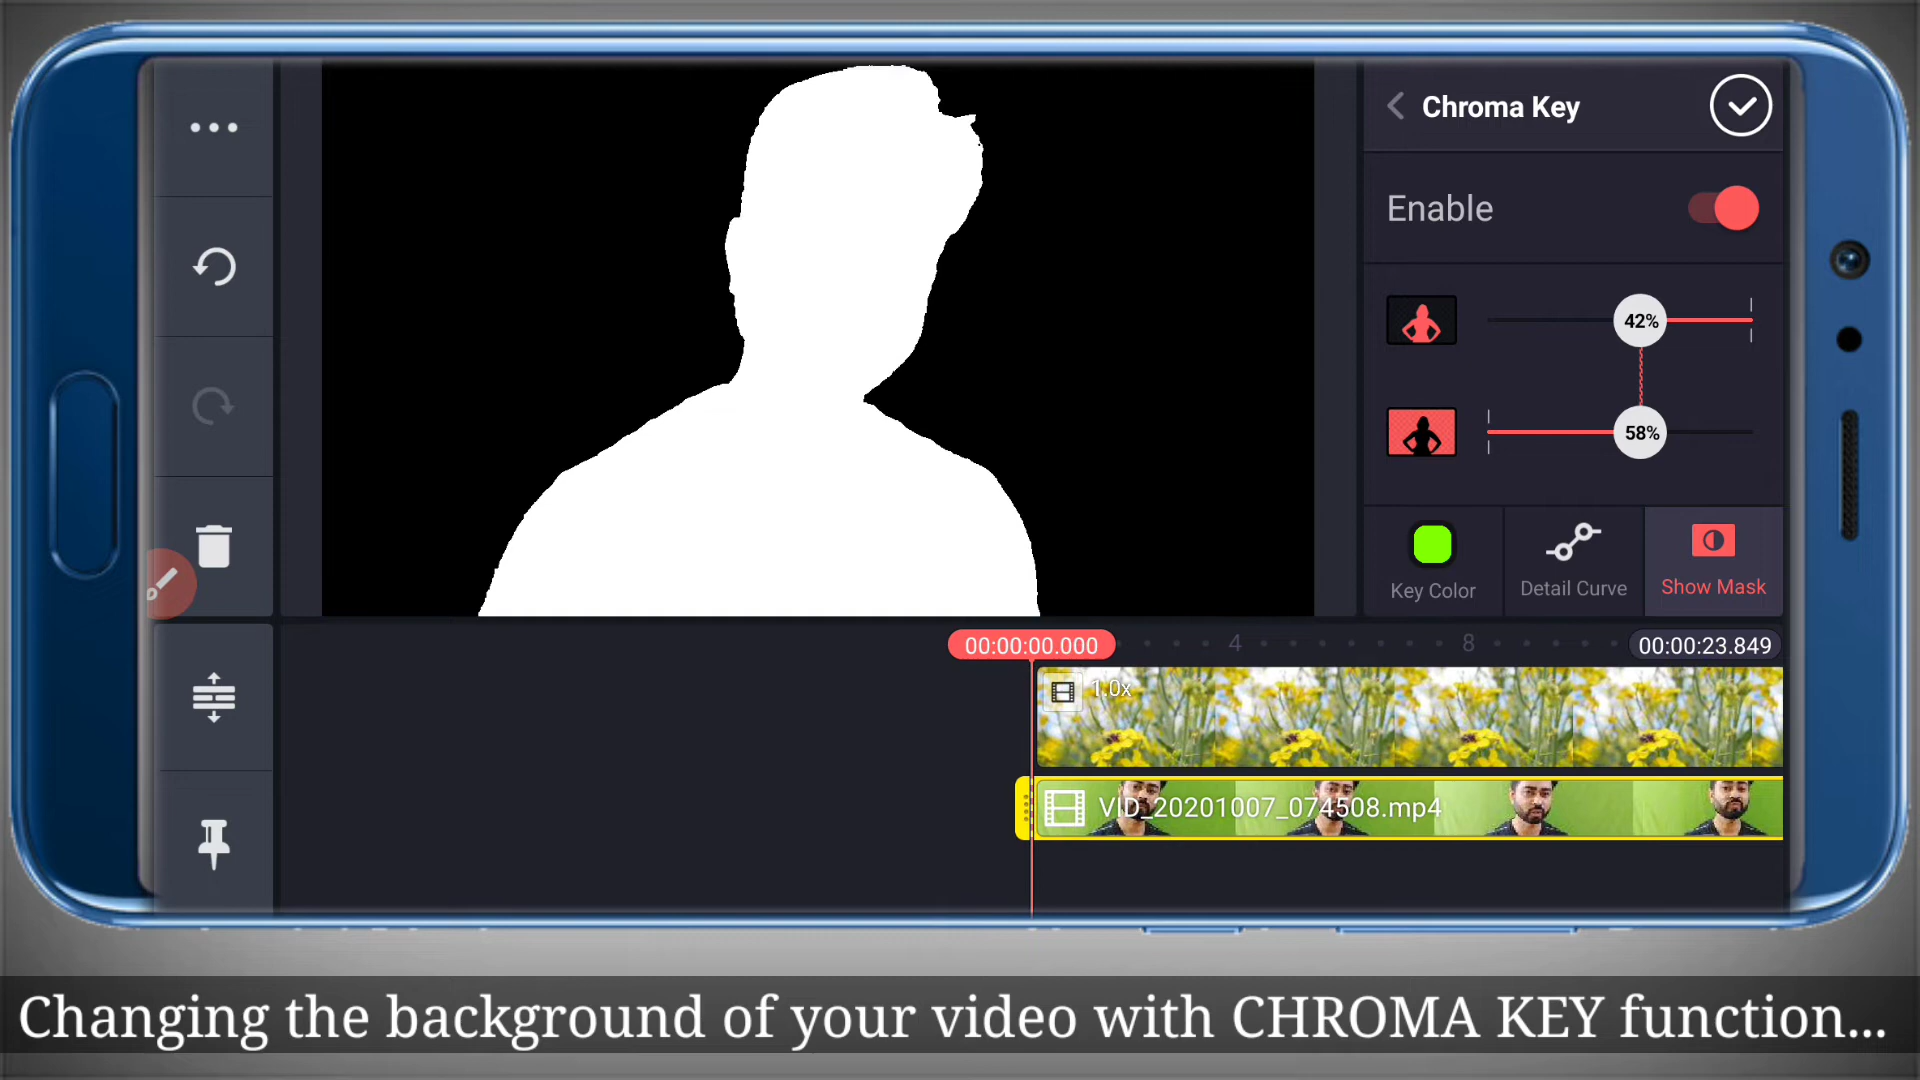 Chroma Key
Enable
42%
58%
Key Color
Detail Curve
Show Mask
00:00:00.000
4
8
00:00:23.849
1.0x
VID_20201007_074508.mp4
Changing the background of your video with CHROMA KEY function...